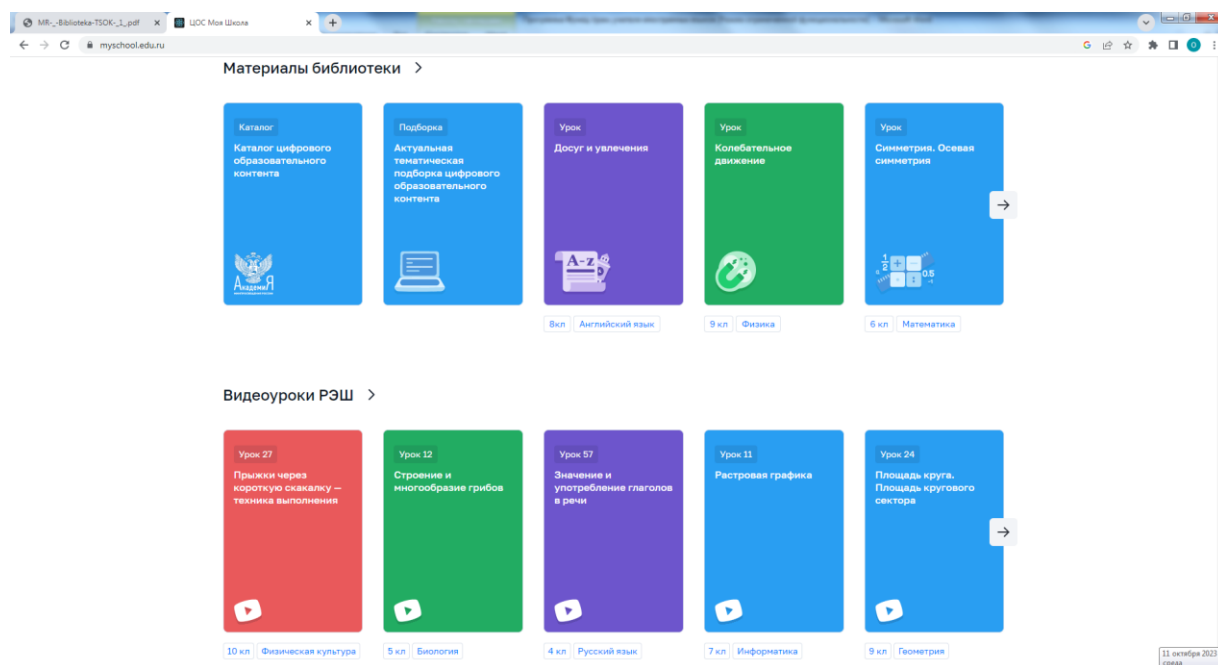 MR-_-Biblioteka-TSOK-_1_.pdf
ЦОС Моя Школа
myschool.edu.ru
Материалы библиотеки
Каталог
Каталог цифрового
образовательного
контента
АкадемиЯ
Подборка
Актуальная
тематическая
подборка цифрового
образовательного
контента
Урок
Досуг и увлечения
A-z
8кл Английский язык
Урок
Колебательное
движение
9 кл Физика
Урок
Симметрия. Осевая
симметрия
1
2
0.5
6 кл Математика
Видеоуроки РЭШ
Урок 27
Прыжки через
короткую скакалку —
техника выполнения
10 кл Физическая культура
Урок 12
Строение и
многообразие грибов
5 кл Биология
Урок 57
Значение и
употребление глаголов
в речи
4 кл Русский язык
Урок 11
Растровая графика
7 кл Информатика
Урок 24
Площадь круга.
Площадь кругового
сектора
9 кл Геометрия
11 октября 2023
среда